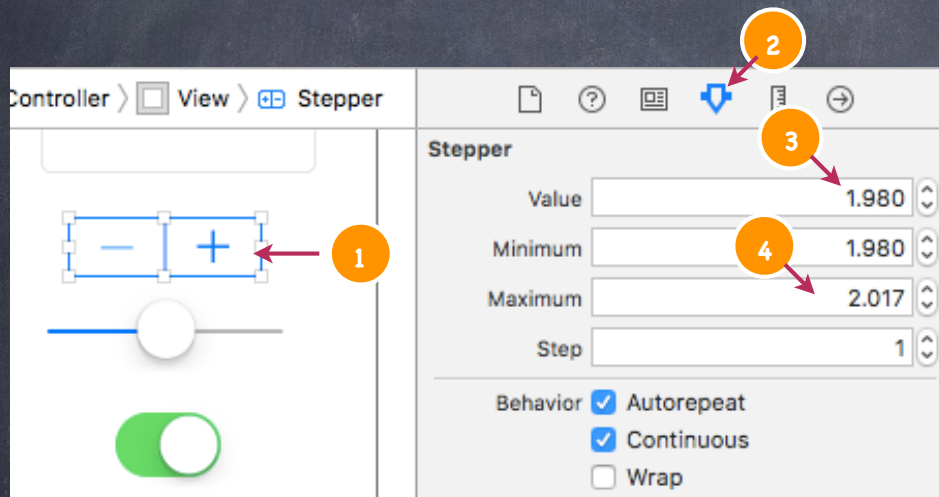 2
Controller > View > Stepper
3
Stepper
Value 1.980
Minimum 1.980
4
1
Maximum 2.017
Step 1
Behavior Autorepeat
Continuous
Wrap